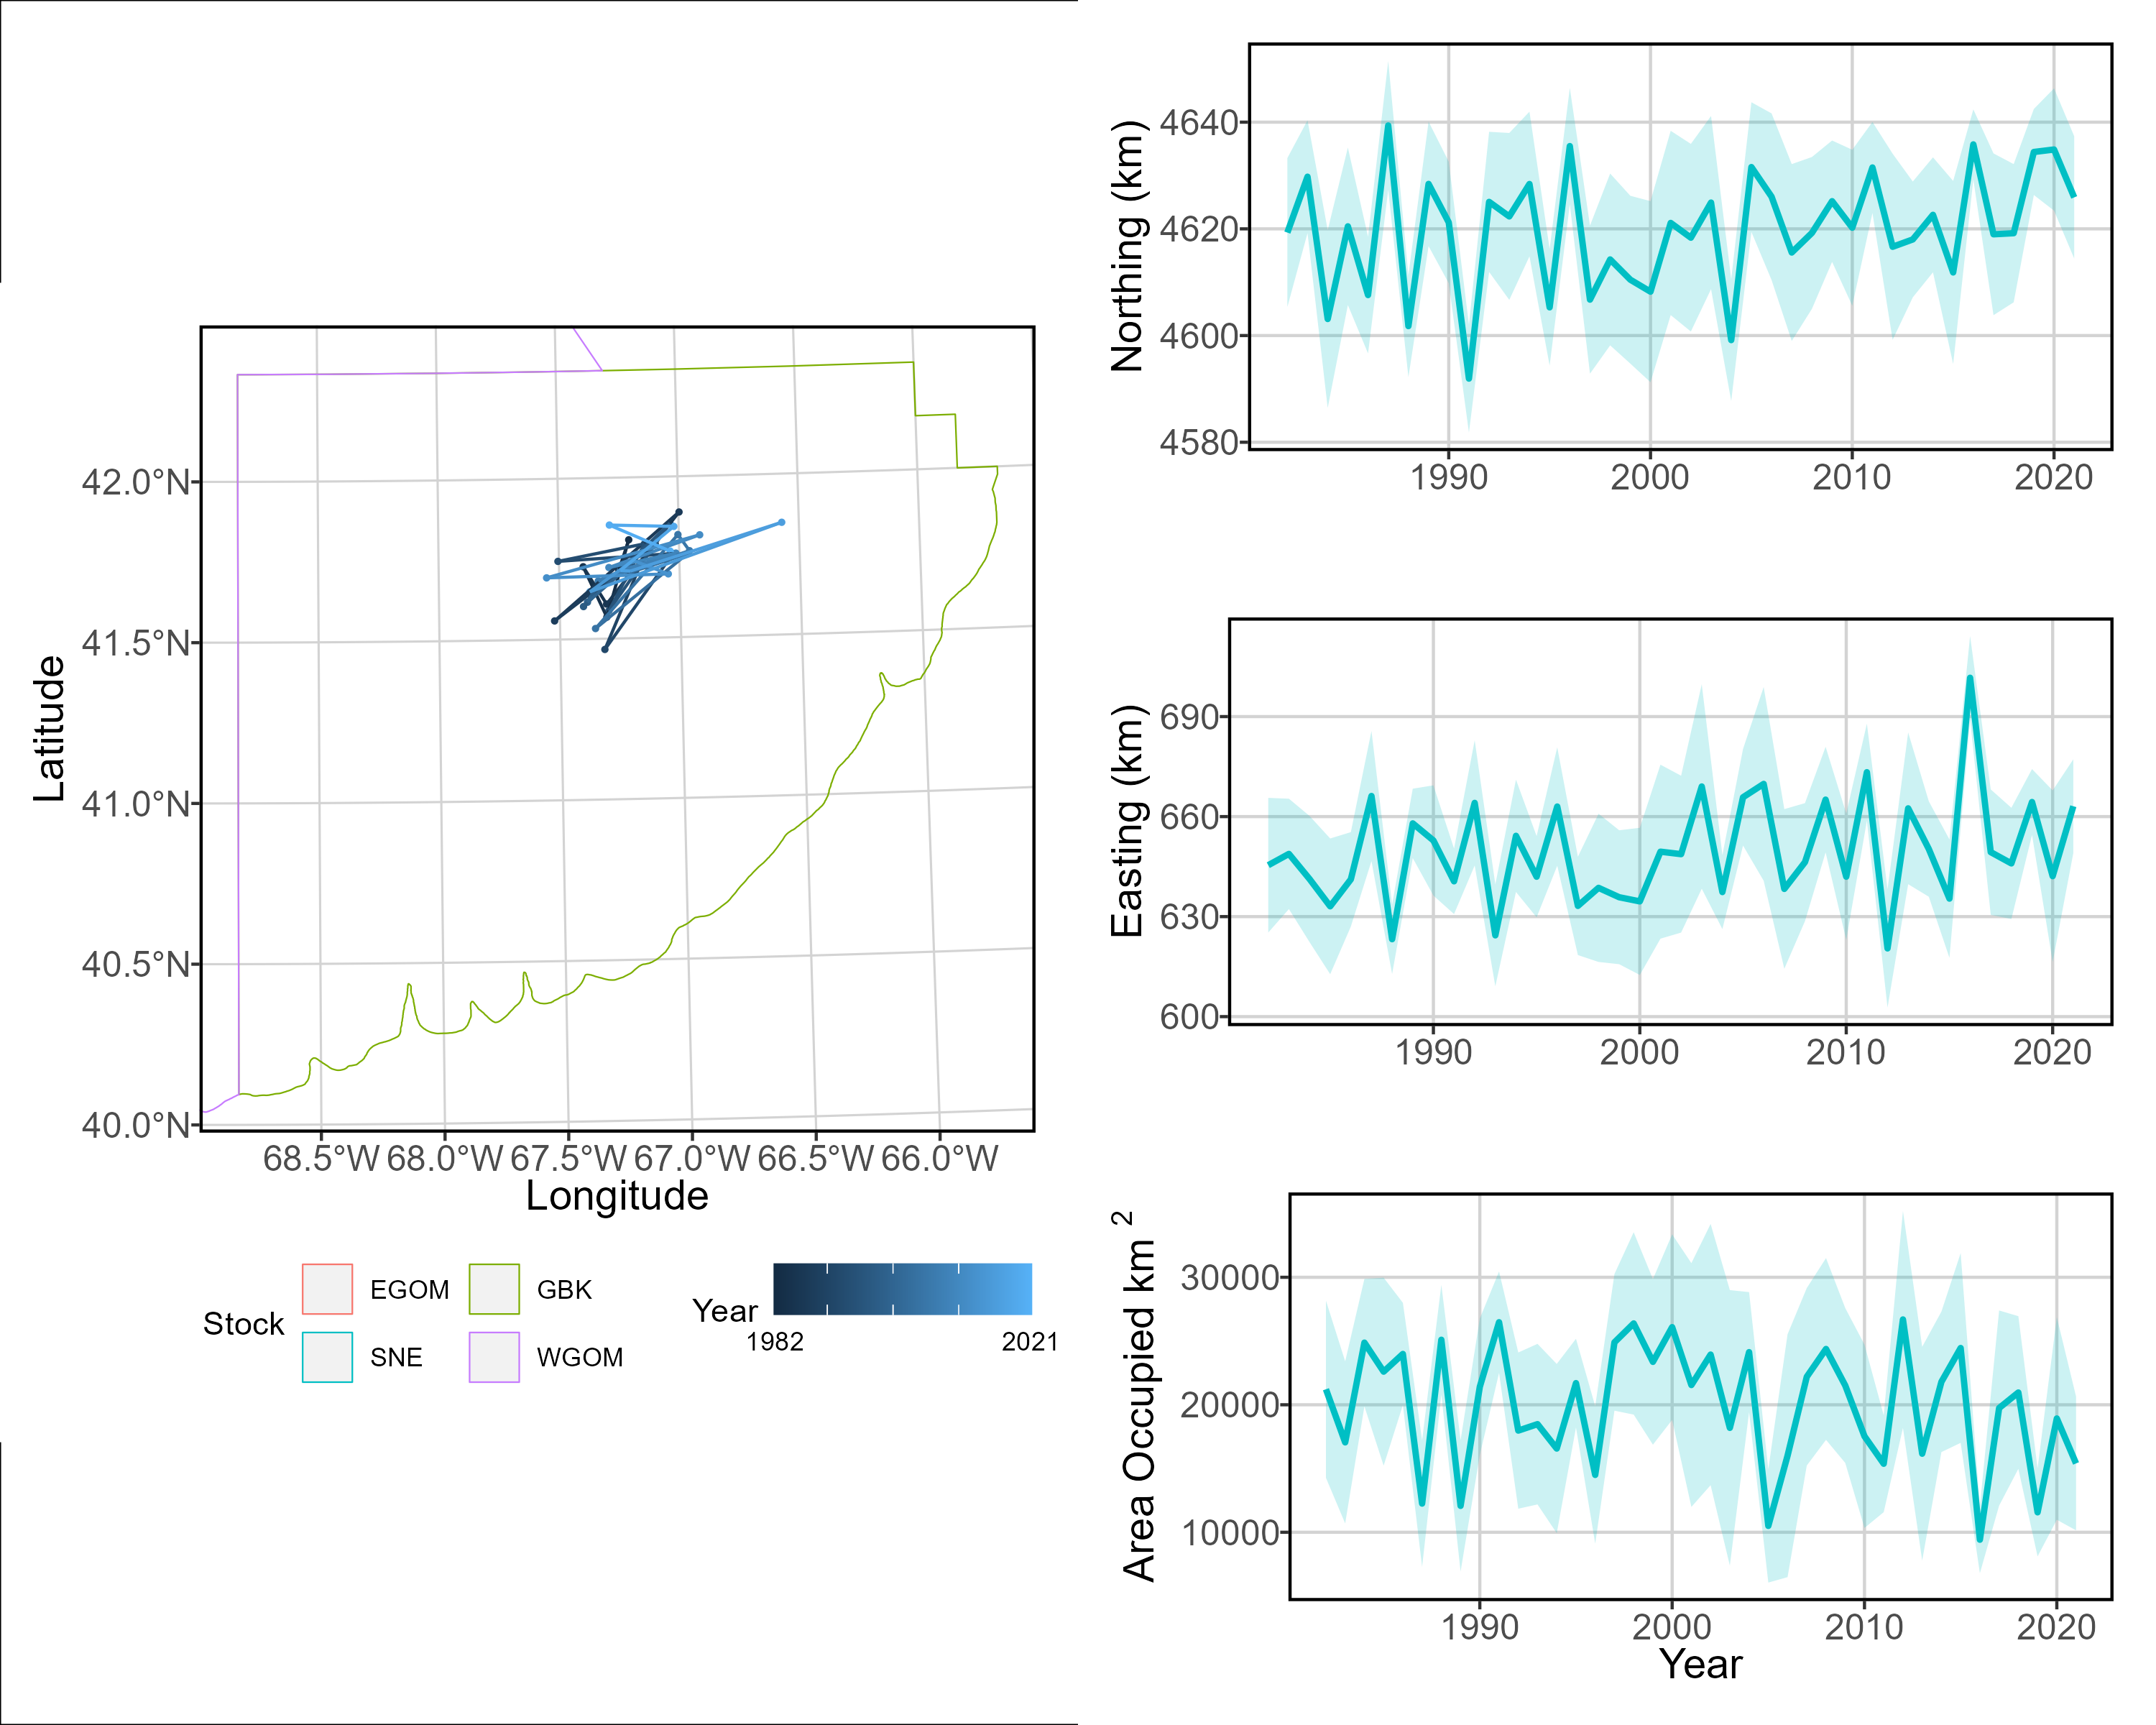 42.0°N
41.5°N
41.0°N
40.5°N
40.0°N
Latitude
68.5°W 68.0°W 67.5°W 67.0°W 66.5°W 66.0°W
Longitude
Stock
EGOM
GBK
SNE
WGOM
Year
1982 2021
Northing (km)
4640
4620
4600
4580
1990 2000 2010 2020
Easting (km)
690
660
630
600
1990 2000 2010 2020
Area Occupied km 2
30000
20000
10000
1990 2000 2010 2020
Year